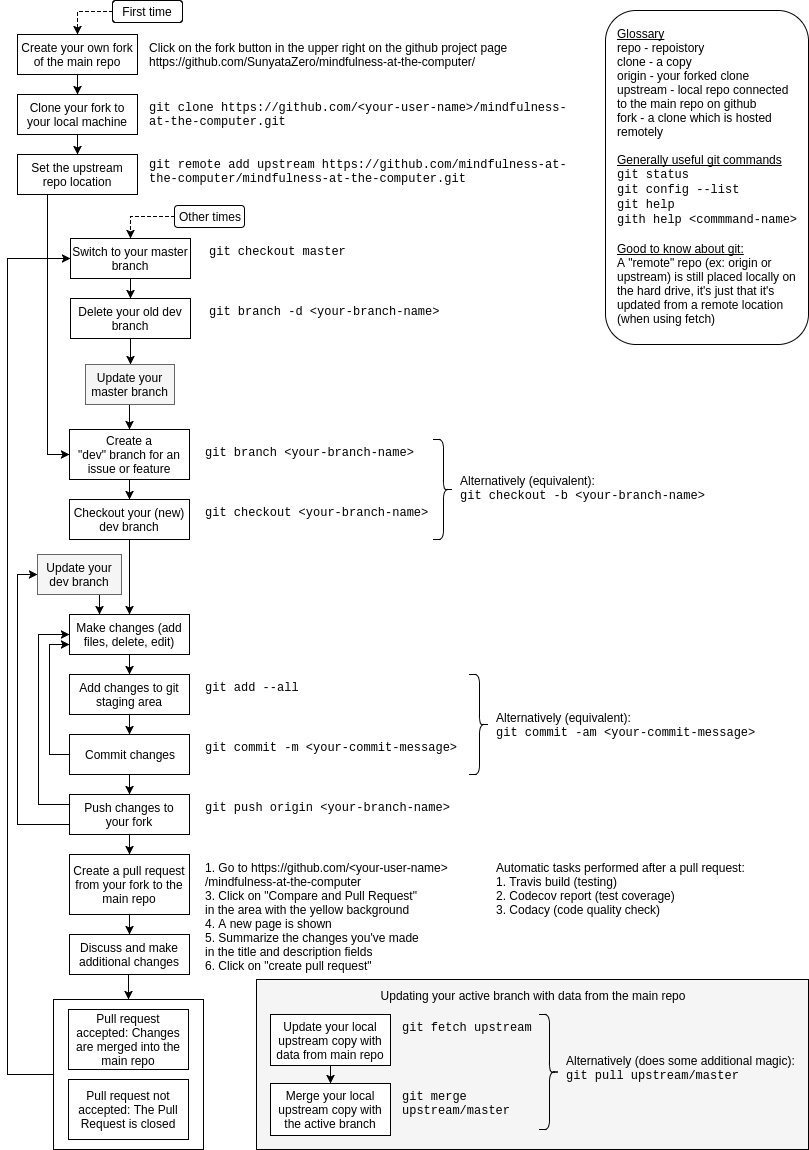 First time
Create your own fork
of the main repo
Click on the fork button in the upper right on the github project page
https://github.com/SunyataZero/mindfulness-at-the-computer/
Clone your fork to
your local machine
git clone https://github.com/<your-user-name>/mindfulness-
at-the-computer.git
Set the upstream
repo location
git remote add upstream https://github.com/mindfulness-at-
the-computer/mindfulness-at-the-computer.git
Glossary
repo - repoistory
clone - a copy
origin - your forked clone
upstream - local repo connected
to the main repo on github
fork - a clone which is hosted
remotely
Generally useful git commands
git status
git config --list
git help
gith help <commmand-name>
Good to know about git:
A "remote" repo (ex: origin or
upstream) is still placed locally on
the hard drive, it's just that it's
updated from a remote location
(when using fetch)
Other times
Switch to your master
branch
git checkout master
Delete your old dev
branch
git branch -d <your-branch-name>
Update your
master branch
Create a
"dev" branch for an
issue or feature
git branch <your-branch-name>
Checkout your (new)
dev branch
git checkout <your-branch-name>
Alternatively (equivalent):
git checkout -b <your-branch-name>
Update your
dev branch
Make changes (add
files, delete, edit)
Add changes to git
staging area
git add --all
Commit changes
git commit -m <your-commit-message>
Alternatively (equivalent):
git commit -am <your-commit-message>
Push changes to
your fork
git push origin <your-branch-name>
Create a pull request
from your fork to the
main repo
1. Go to https://github.com/<your-user-name>
/mindfulness-at-the-computer
3. Click on "Compare and Pull Request"
in the area with the yellow background
4. A new page is shown
5. Summarize the changes you've made
in the title and description fields
6. Click on "create pull request"
Automatic tasks performed after a pull request:
1. Travis build (testing)
2. Codecov report (test coverage)
3. Codacy (code quality check)
Discuss and make
additional changes
Pull request
accepted: Changes
are merged into the
main repo
Pull request not
accepted: The Pull
Request is closed
Updating your active branch with data from the main repo
Update your local
upstream copy with
data from main repo
git fetch upstream
Merge your local
upstream copy with
the active branch
git merge
upstream/master
Alternatively (does some additional magic):
git pull upstream/master